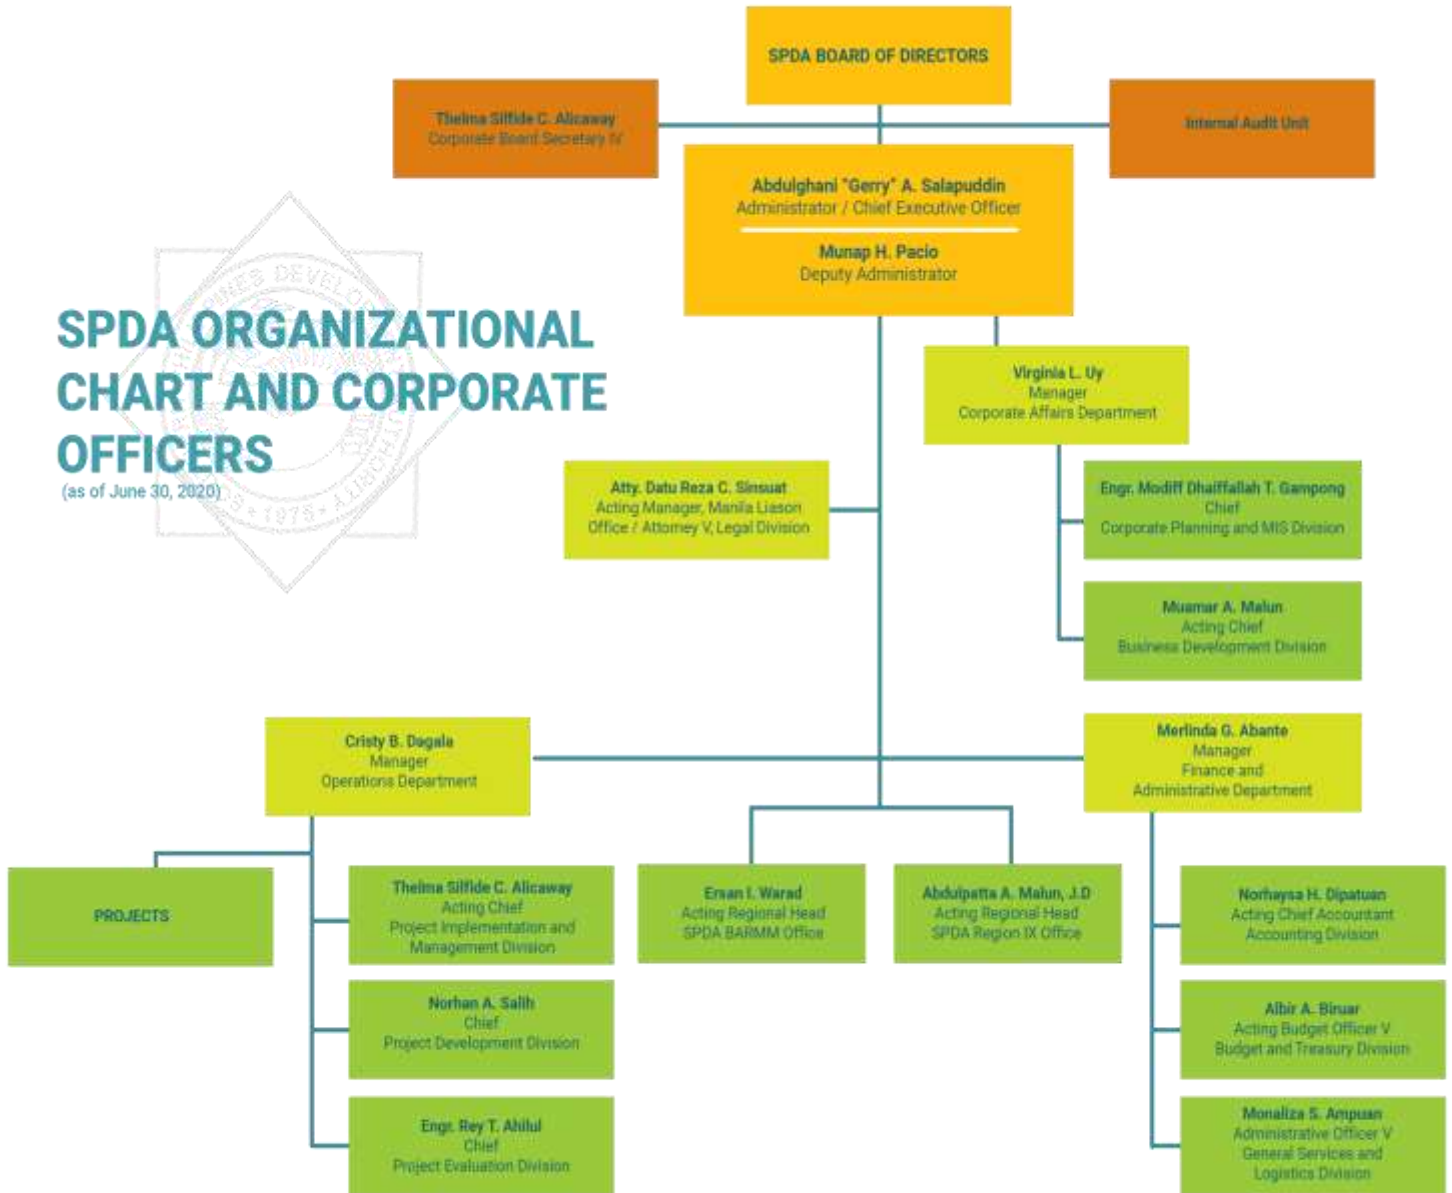 SPDA BOARD OF DIRECTORS
Thelma Silfide C. Alicaway
Corporate Board Secretary IV
Internal Audit Unit
Abdulghani "Gerry" A. Salapuddin
Administrator / Chief Executive Officer
Munap H. Pacio
Deputy Administrator
SPDA ORGANIZATIONAL
CHART AND CORPORATE
OFFICERS
(as of June 30, 2020)
Virginia L. Uy
Manager
Corporate Affairs Department
Atty. Datu Reza C. Sinsuat
Acting Manager, Manila Liason
Office / Attorney V, Legal Division
Engr. Modiff Dhaiffallah T. Gampong
Chief
Corporate Planning and MIS Division
Muamar A. Malun
Acting Chief
Business Development Division
Cristy B. Dagala
Manager
Operations Department
Merlinda G. Abante
Manager
Finance and
Administrative Department
PROJECTS
Thelma Silfide C. Alicaway
Acting Chief
Project Implementation and
Management Division
Ersan I. Warad
Acting Regional Head
SPDA BARMM Office
Abdulpatta A. Malun, J.D
Acting Regional Head
SPDA Region IX Office
Norhaysa H. Dipatuan
Acting Chief Accountant
Accounting Division
Norhan A. Salih
Chief
Project Development Division
Albir A. Biruar
Acting Budget Officer V
Budget and Treasury Division
Engr. Rey T. Ahilul
Chief
Project Evaluation Division
Monaliza S. Ampuan
Administrative Officer V
General Services and
Logistics Division